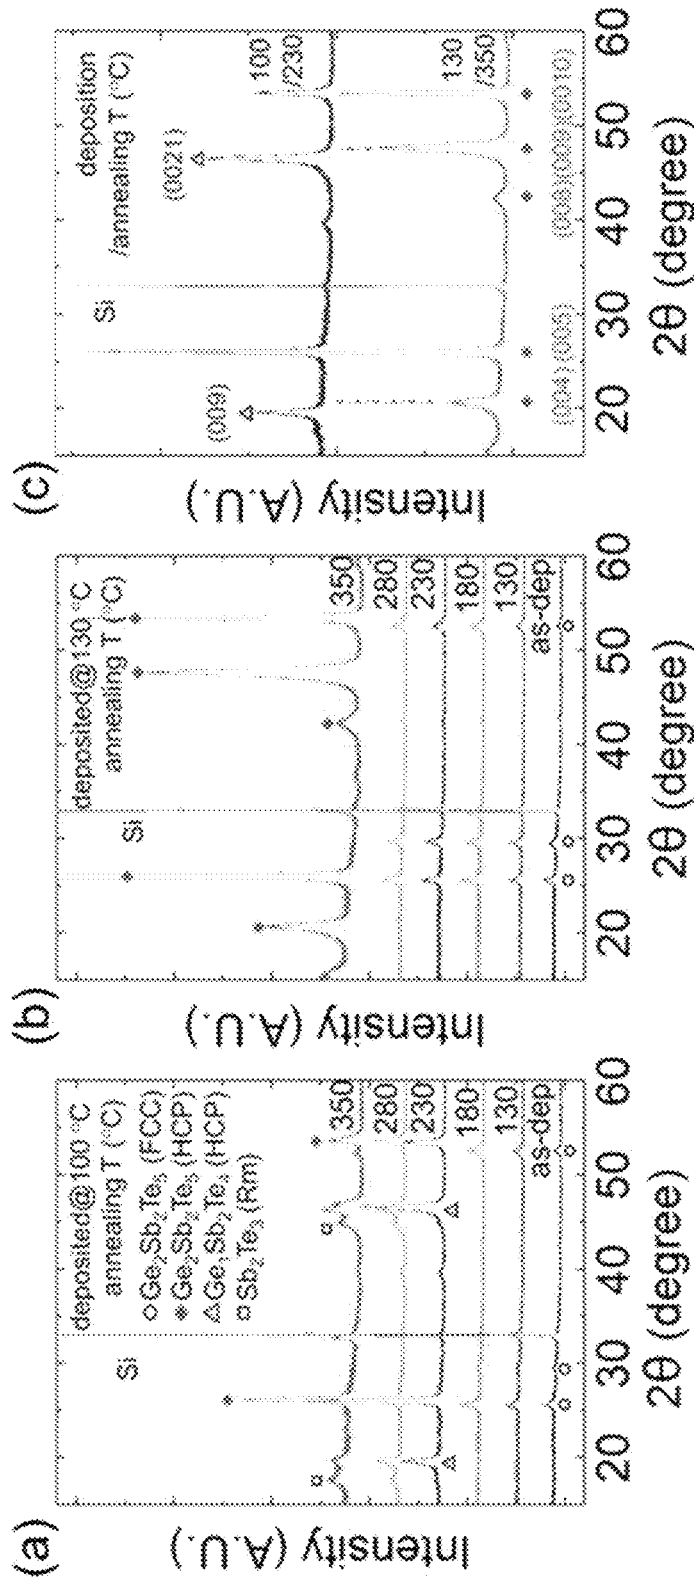 (a)
Intensity (A.U.)
deposited@100 °C
annealing T (°C)
Ge₂Sb₂Te₅ (FCC)
Ge₂Sb₂Te₅ (HCP)
Ge₁Sb₂Te₄ (HCP)
Sb₂Te₃ (Rm)
Si
350
280
230
180
130
as-dep
20 30 40 50 60
2θ (degree)
(b)
Intensity (A.U.)
deposited@130 °C
annealing T (°C)
Si
350
280
230
180
130
as-dep
20 30 40 50 60
2θ (degree)
(c)
Intensity (A.U.)
deposition
/annealing T (°C)
(009)
Si
(0021)
100
/230
130
/350
(004) (005) (008)(009)(0010)
20 30 40 50 60
2θ (degree)